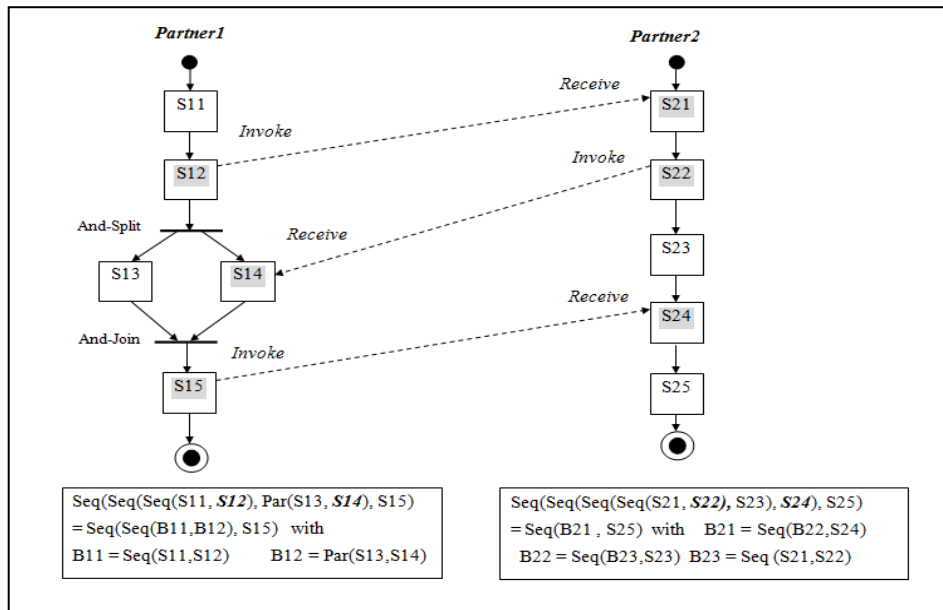 Partner1
Partner2
Receive
S11
S21
Invoke
Invoke
S12
S22
And-Split
Receive
S13
S14
S23
Receive
S24
And-Join
Invoke
S15
S25
Seq(Seq(Seq(S11, S12), Par(S13, S14), S15)
= Seq(Seq(B11,B12), S15) with
B11 = Seq(S11,S12) B12 = Par(S13,S14)
Seq(Seq(Seq(Seq(S21, S22), S23), S24), S25)
= Seq(B21 , S25) with B21 = Seq(B22,S24)
B22 = Seq(B23,S23) B23 = Seq (S21,S22)